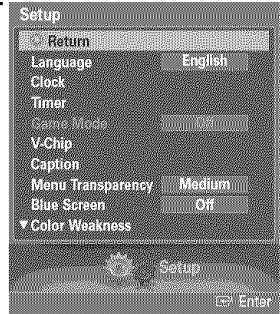 Setup
Return
Language English
Clock
Timer
Game Mode Off
V-Chip
Caption
Menu Transparency Medium
Blue Screen Off
▼ Color Weakness
Setup
Enter